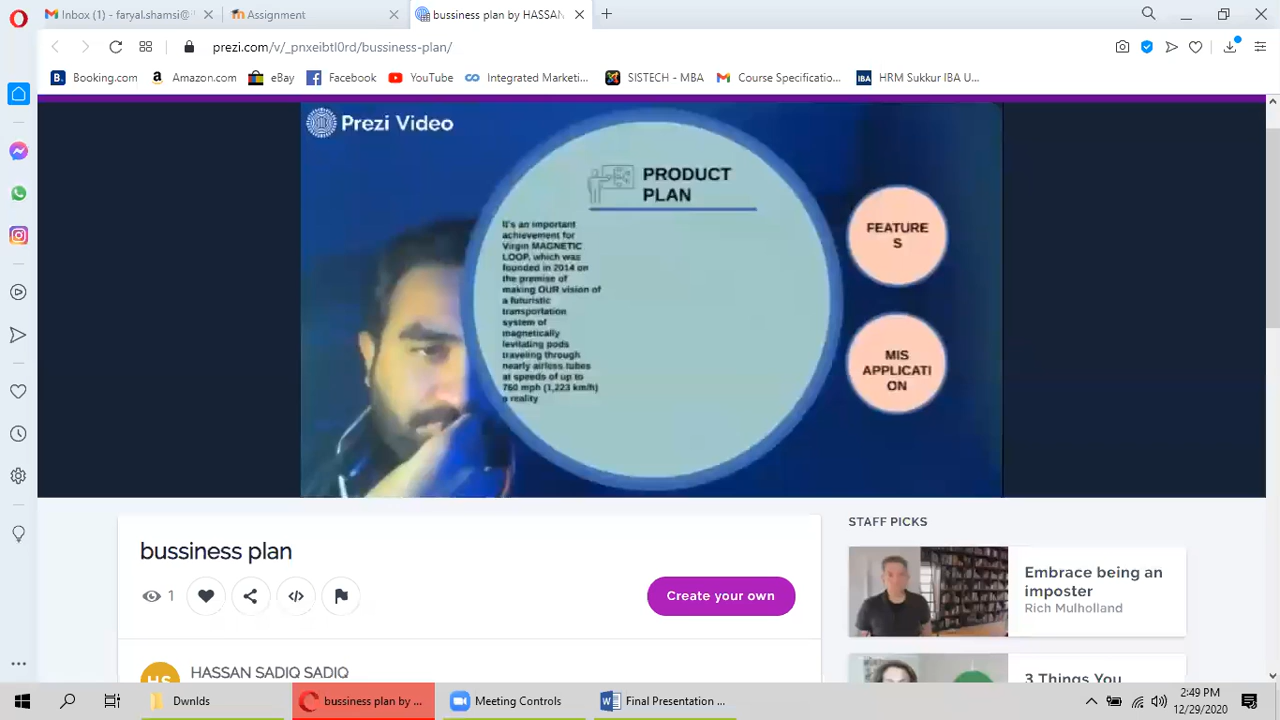 Inbox (1) - faryal.shamsi@
Assignment
bussiness plan by HASSAN
prezi.com/v/_pnxeibtl0rd/bussiness-plan/
B. Booking.com
a Amazon.com
eBay
Facebook
YouTube
Integrated Marketi...
SISTECH - MBA
Course Specificatio...
IBA HRM Sukkur IBA U...
Prezi Video
PRODUCT
PLAN
It's an important
achievement for
Virgin MAGNETIC
LOOP, which was
founded in 2014 on
the premise of
making OUR vision of
a futuristic
transportation
system of
magnetically
levitating pods
traveling through
nearly airless tubes
at speeds of up to
760 mph (1,223 km/h)
a reality
FEATURE
S
MIS
APPLICATI
ON
bussiness plan
1
Create your own
HS
HASSAN SADIQ SADIQ
STAFF PICKS
Embrace being an
imposter
Rich Mulholland
3 Things You
Dwnlds
bussiness plan by ...
Meeting Controls
Final Presentation ...
2:49 PM
12/29/2020